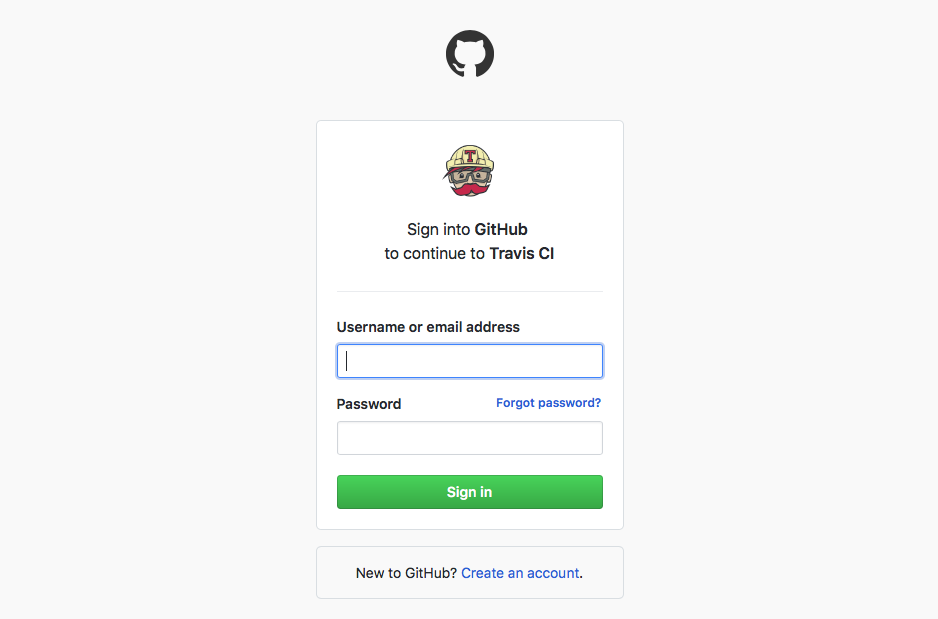 T
Sign into GitHub
to continue to Travis CI
Username or email address
Password Forgot password?
Sign in
New to GitHub? Create an account.